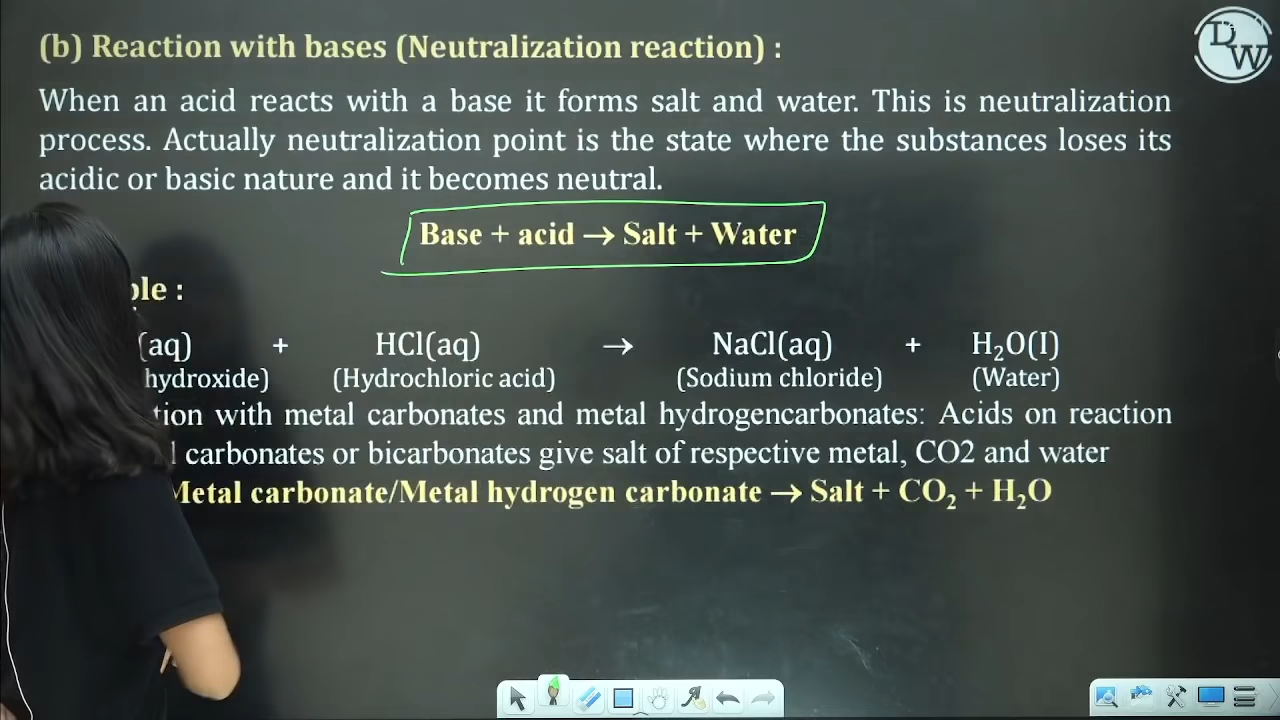 (b) Reaction with bases (Neutralization reaction) :
DW
When an acid reacts with a base it forms salt and water. This is neutralization
process. Actually neutralization point is the state where the substances loses its
acidic or basic nature and it becomes neutral.
Base + acid → Salt + Water
ple :
(aq) + HCl(aq) → NaCl(aq) + H₂O(I)
hydroxide) (Hydrochloric acid) (Sodium chloride) (Water)
tion with metal carbonates and metal hydrogencarbonates: Acids on reaction
carbonates or bicarbonates give salt of respective metal, CO2 and water
Metal carbonate/Metal hydrogen carbonate → Salt + CO₂ + H₂O